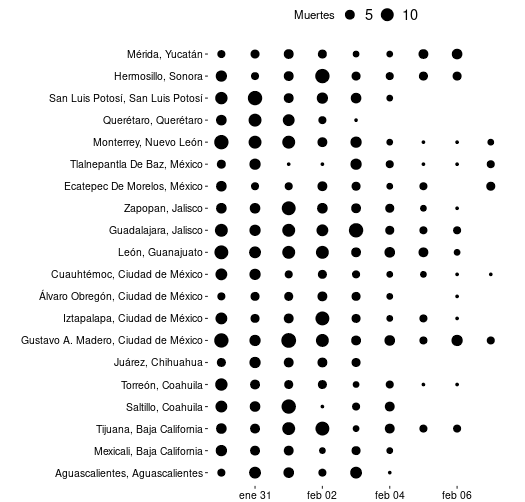 Muertes 5 10
Mérida, Yucatán
Hermosillo, Sonora
San Luis Potosí, San Luis Potosí
Querétaro, Querétaro
Monterrey, Nuevo León
Tlalnepantla De Baz, México
Ecatepec De Morelos, México
Zapopan, Jalisco
Guadalajara, Jalisco
León, Guanajuato
Cuauhtémoc, Ciudad de México
Álvaro Obregón, Ciudad de México
Iztapalapa, Ciudad de México
Gustavo A. Madero, Ciudad de México
Juárez, Chihuahua
Torreón, Coahuila
Saltillo, Coahuila
Tijuana, Baja California
Mexicali, Baja California
Aguascalientes, Aguascalientes
ene 31 feb 02 feb 04 feb 06